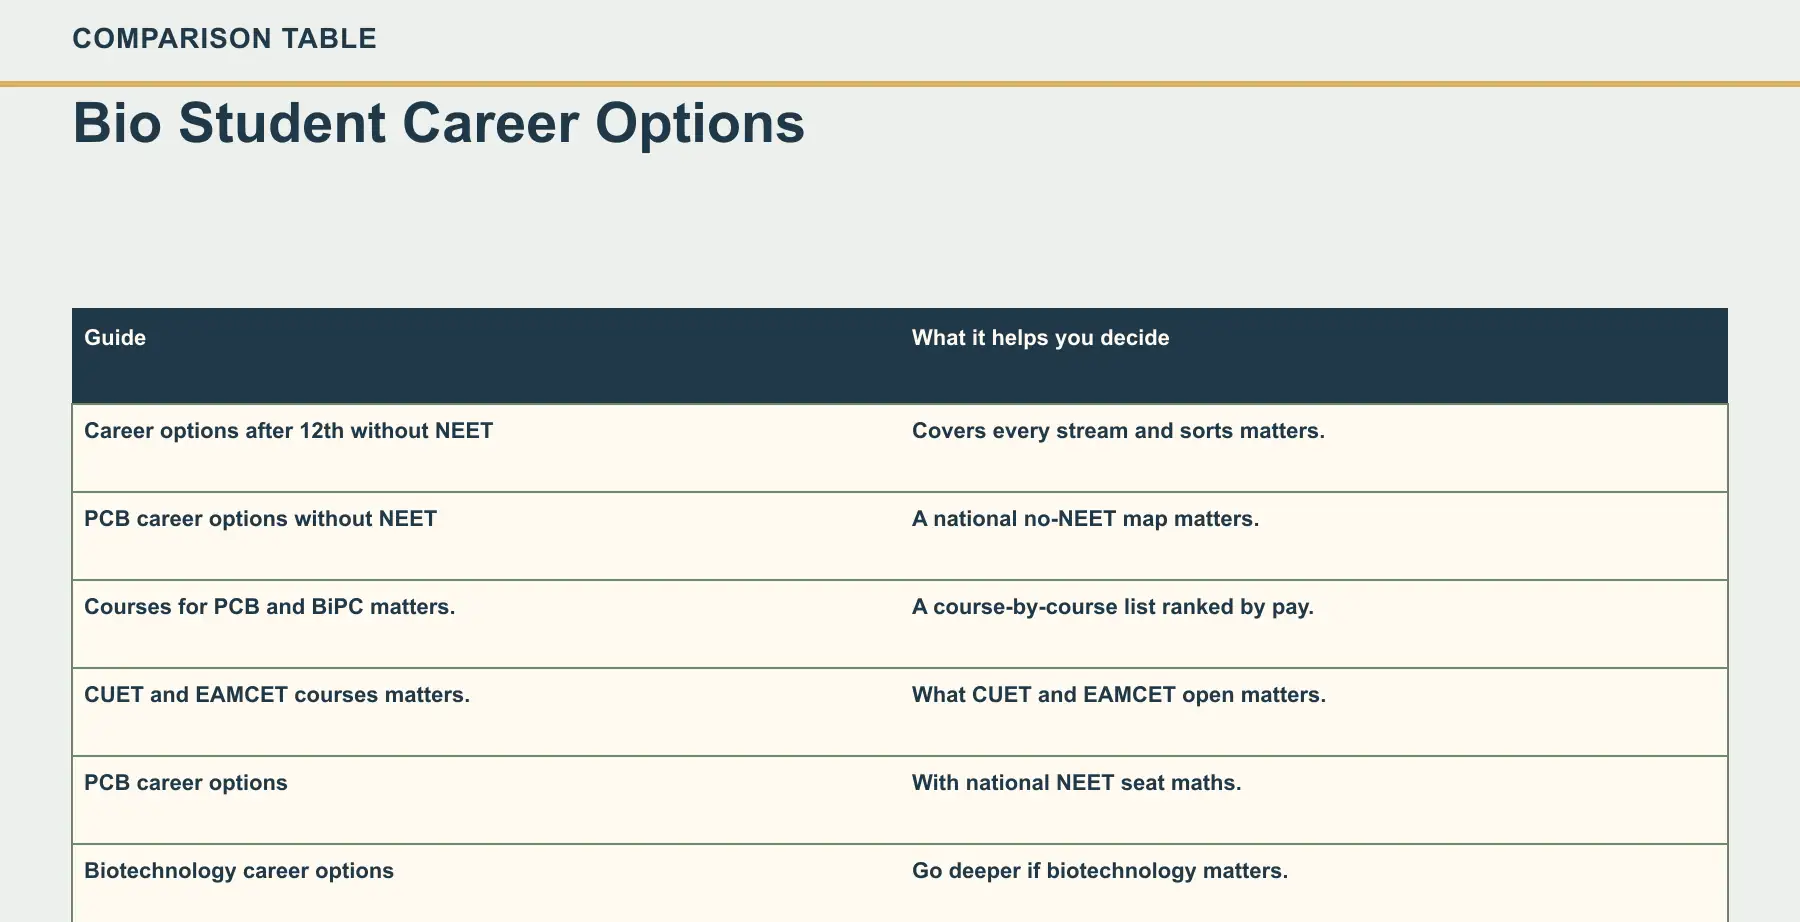 COMPARISON TABLE
Bio Student Career Options
Guide What it helps you decide
Career options after 12th without NEET Covers every stream and sorts matters.
PCB career options without NEET A national no-NEET map matters.
Courses for PCB and BiPC matters. A course-by-course list ranked by pay.
CUET and EAMCET courses matters. What CUET and EAMCET open matters.
PCB career options With national NEET seat maths.
Biotechnology career options Go deeper if biotechnology matters.